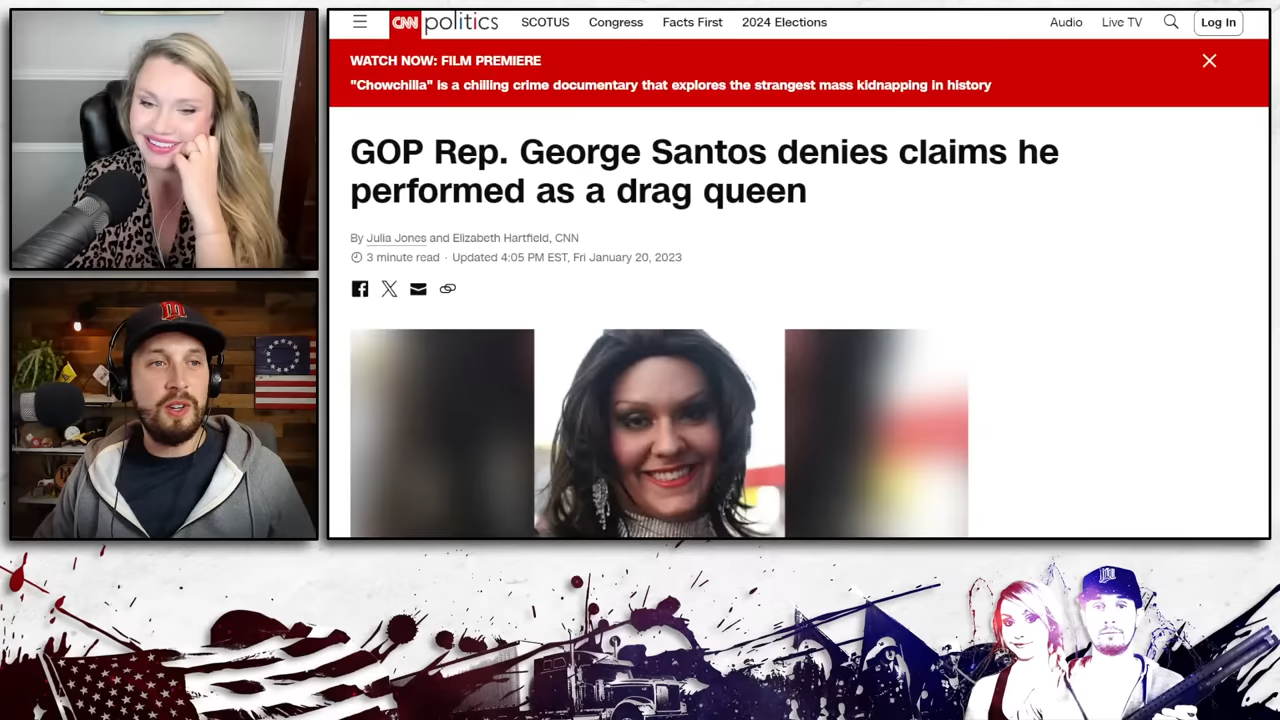 CNN politics SCOTUS Congress Facts First 2024 Elections Audio Live TV Log In
WATCH NOW: FILM PREMIERE
"Chowchilla" is a chilling crime documentary that explores the strangest mass kidnapping in history
GOP Rep. George Santos denies claims he
performed as a drag queen
By Julia Jones and Elizabeth Hartfield, CNN
3 minute read · Updated 4:05 PM EST, Fri January 20, 2023